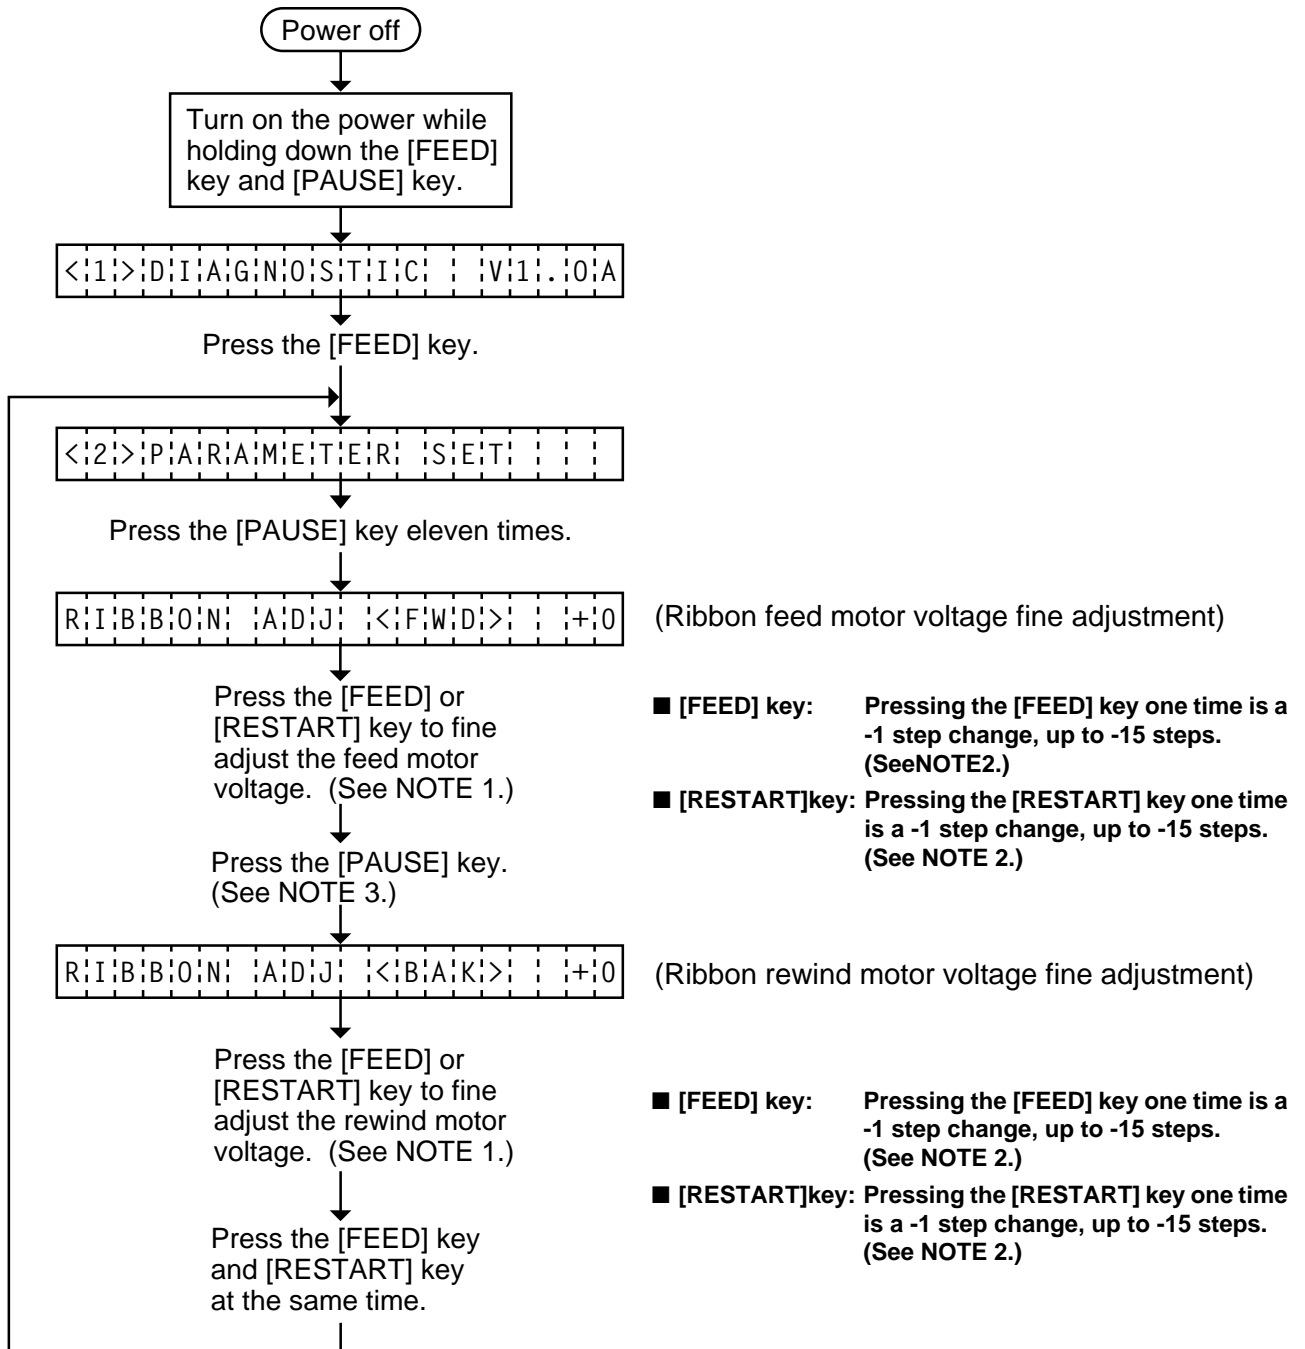 Power off
Turn on the power while
holding down the [FEED]
key and [PAUSE] key.
<1>DIAGNOSTIC  V1.0A
Press the [FEED] key.
<2>PARAMETER SET
Press the [PAUSE] key eleven times.
RIBBON ADJ <FWD>  +0
(Ribbon feed motor voltage fine adjustment)
Press the [FEED] or
[RESTART] key to fine
adjust the feed motor
voltage.  (See NOTE 1.)
■ [FEED] key: Pressing the [FEED] key one time is a
-1 step change, up to -15 steps.
(SeeNOTE2.)
■ [RESTART]key: Pressing the [RESTART] key one time
is a -1 step change, up to -15 steps.
(See NOTE 2.)
Press the [PAUSE] key.
(See NOTE 3.)
RIBBON ADJ <BAK>  +0
(Ribbon rewind motor voltage fine adjustment)
Press the [FEED] or
[RESTART] key to fine
adjust the rewind motor
voltage.  (See NOTE 1.)
■ [FEED] key: Pressing the [FEED] key one time is a
-1 step change, up to -15 steps.
(See NOTE 2.)
■ [RESTART]key: Pressing the [RESTART] key one time
is a -1 step change, up to -15 steps.
(See NOTE 2.)
Press the [FEED] key
and [RESTART] key
at the same time.